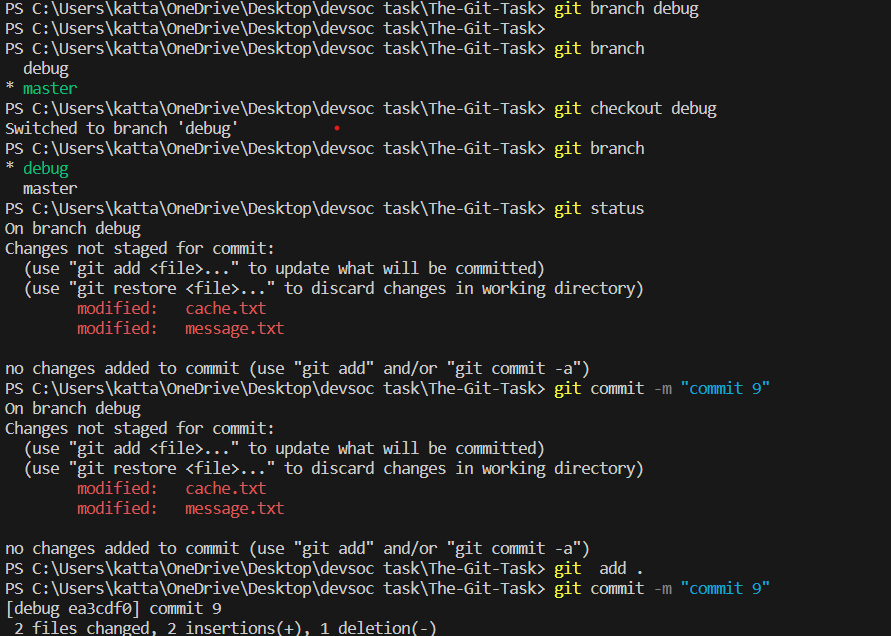 PS C:\Users\katta\OneDrive\Desktop\devsoc task\The-Git-Task> git branch debug
PS C:\Users\katta\OneDrive\Desktop\devsoc task\The-Git-Task>
PS C:\Users\katta\OneDrive\Desktop\devsoc task\The-Git-Task> git branch
  debug
* master
PS C:\Users\katta\OneDrive\Desktop\devsoc task\The-Git-Task> git checkout debug
Switched to branch 'debug'
PS C:\Users\katta\OneDrive\Desktop\devsoc task\The-Git-Task> git branch
* debug
  master
PS C:\Users\katta\OneDrive\Desktop\devsoc task\The-Git-Task> git status
On branch debug
Changes not staged for commit:
  (use "git add <file>..." to update what will be committed)
  (use "git restore <file>..." to discard changes in working directory)
        modified:   cache.txt
        modified:   message.txt

no changes added to commit (use "git add" and/or "git commit -a")
PS C:\Users\katta\OneDrive\Desktop\devsoc task\The-Git-Task> git commit -m "commit 9"
On branch debug
Changes not staged for commit:
  (use "git add <file>..." to update what will be committed)
  (use "git restore <file>..." to discard changes in working directory)
        modified:   cache.txt
        modified:   message.txt

no changes added to commit (use "git add" and/or "git commit -a")
PS C:\Users\katta\OneDrive\Desktop\devsoc task\The-Git-Task> git  add .
PS C:\Users\katta\OneDrive\Desktop\devsoc task\The-Git-Task> git commit -m "commit 9"
[debug ea3cdf0] commit 9
 2 files changed, 2 insertions(+), 1 deletion(-)